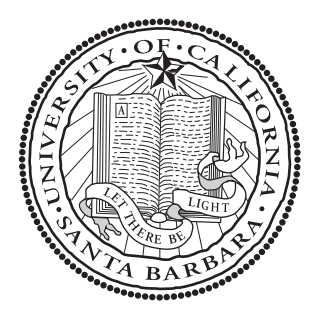 UNIVERSITY · OF · CALIFORNIA
· SANTA BARBARA ·
A
LET THERE BE
LIGHT